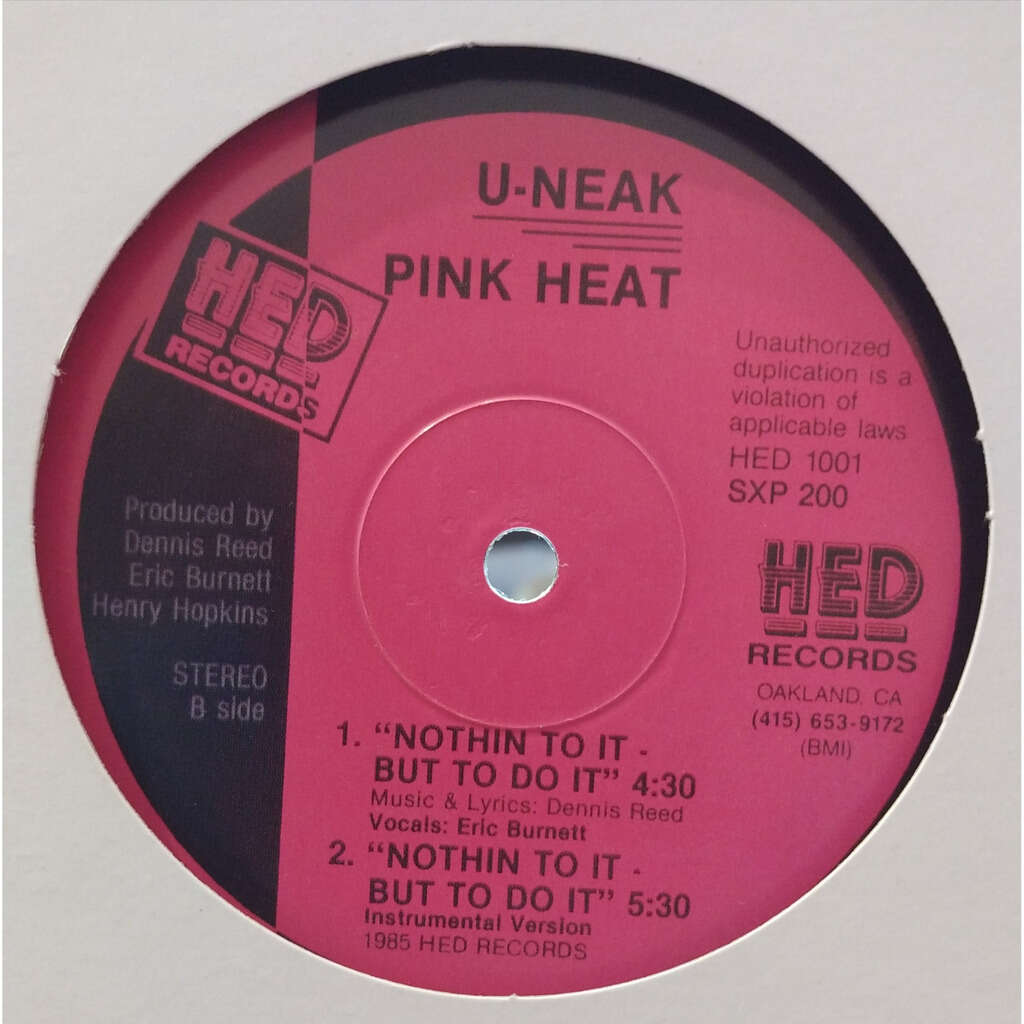 U-NEAK
PINK HEAT
HED
RECORDS
Unauthorized
duplication is a
violation of
applicable laws
HED 1001
SXP 200
Produced by
Dennis Reed
Eric Burnett
Henry Hopkins
STEREO
B side
HED
RECORDS
OAKLAND, CA
(415) 653-9172
(BMI)
1. “NOTHIN TO IT -
BUT TO DO IT” 4:30
Music & Lyrics: Dennis Reed
Vocals: Eric Burnett
2. “NOTHIN TO IT -
BUT TO DO IT” 5:30
Instrumental Version
1985 HED RECORDS